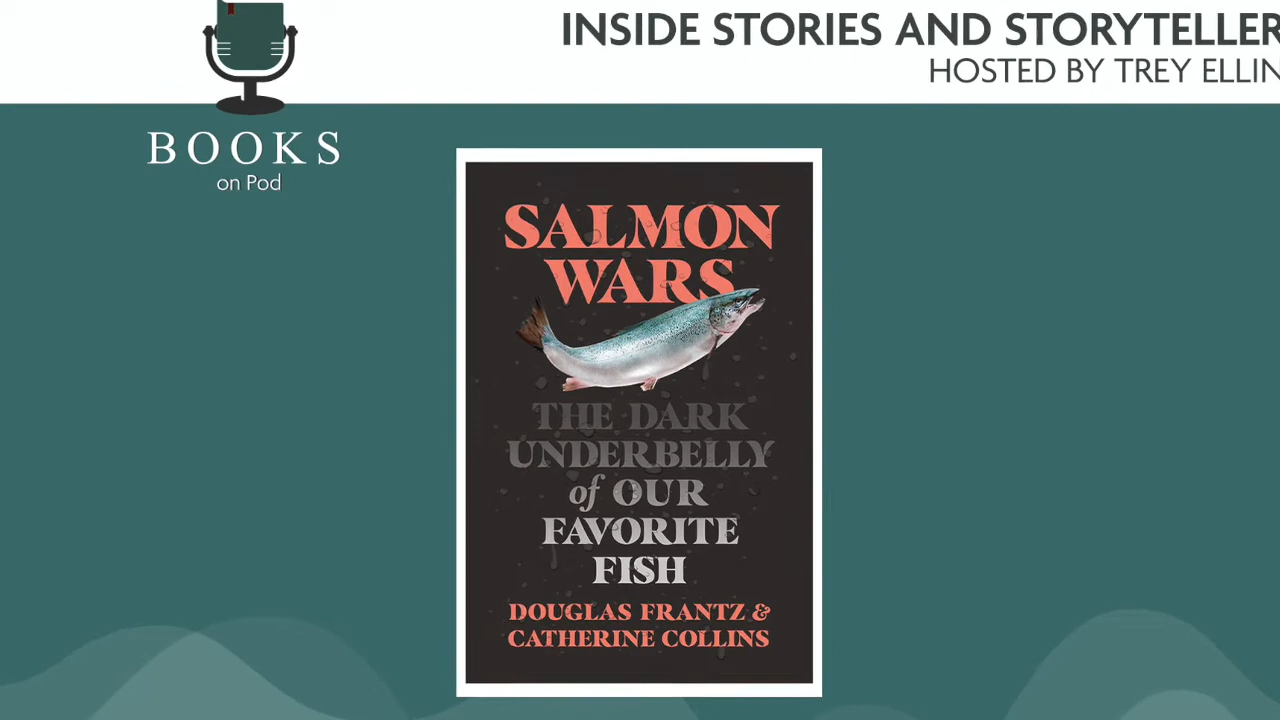 INSIDE STORIES AND STORYTELLER
HOSTED BY TREY ELLIN
BOOKS
on Pod
SALMON
WARS
THE DARK
UNDERBELLY
of OUR
FAVORITE
FISH
DOUGLAS FRANTZ &
CATHERINE COLLINS